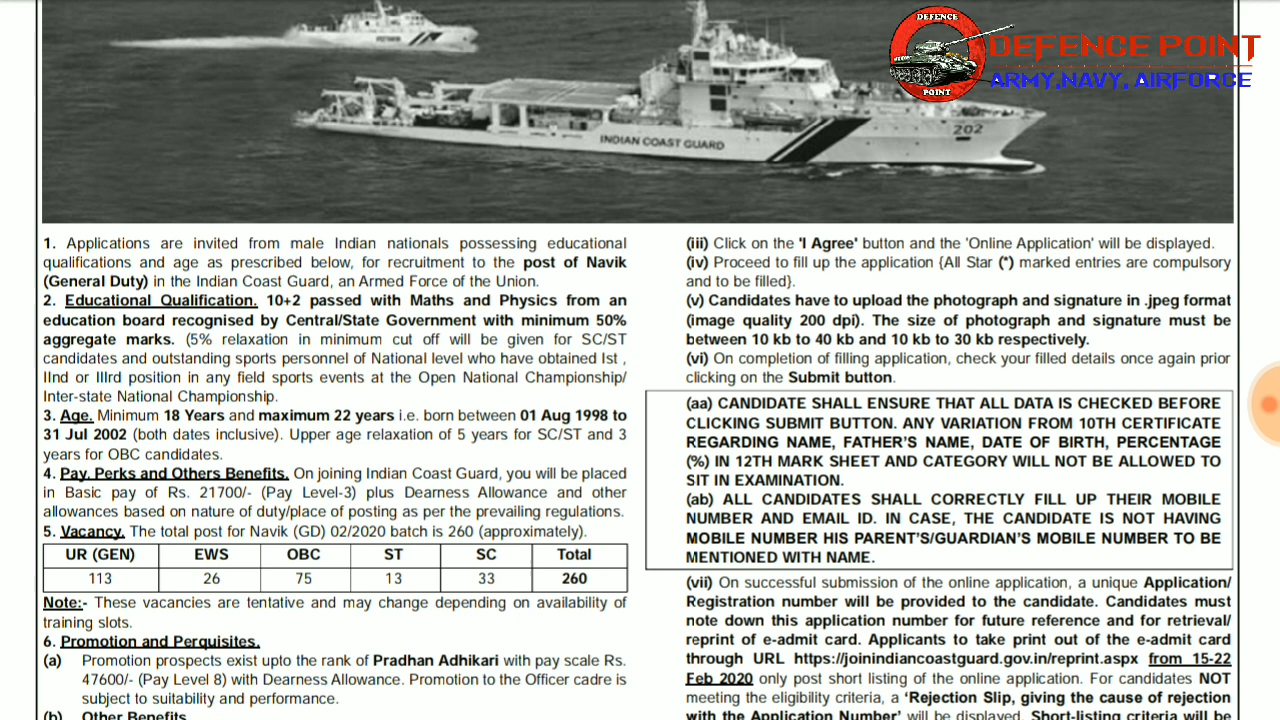 DEFENCE
POINT
DEFENCE POINT
ARMY,NAVY, AIRFORCE
INDIAN COAST GUARD
202
1. Applications are invited from male Indian nationals possessing educational
qualifications and age as prescribed below, for recruitment to the post of Navik
(General Duty) in the Indian Coast Guard, an Armed Force of the Union.
2. Educational Qualification. 10+2 passed with Maths and Physics from an
education board recognised by Central/State Government with minimum 50%
aggregate marks. (5% relaxation in minimum cut off will be given for SC/ST
candidates and outstanding sports personnel of National level who have obtained Ist ,
IInd or IIIrd position in any field sports events at the Open National Championship/
Inter-state National Championship.
3. Age. Minimum 18 Years and maximum 22 years i.e. born between 01 Aug 1998 to
31 Jul 2002 (both dates inclusive). Upper age relaxation of 5 years for SC/ST and 3
years for OBC candidates.
4. Pay, Perks and Others Benefits. On joining Indian Coast Guard, you will be placed
in Basic pay of Rs. 21700/- (Pay Level-3) plus Dearness Allowance and other
allowances based on nature of duty/place of posting as per the prevailing regulations.
5. Vacancy. The total post for Navik (GD) 02/2020 batch is 260 (approximately).
UR (GEN) EWS OBC ST SC Total
113 26 75 13 33 260
Note:- These vacancies are tentative and may change depending on availability of
training slots.
6. Promotion and Perquisites.
(a) Promotion prospects exist upto the rank of Pradhan Adhikari with pay scale Rs.
47600/- (Pay Level 8) with Dearness Allowance. Promotion to the Officer cadre is
subject to suitability and performance.
(b) Other Benefits
(iii) Click on the 'I Agree' button and the 'Online Application' will be displayed.
(iv) Proceed to fill up the application {All Star (*) marked entries are compulsory
and to be filled}.
(v) Candidates have to upload the photograph and signature in .jpeg format
(image quality 200 dpi). The size of photograph and signature must be
between 10 kb to 40 kb and 10 kb to 30 kb respectively.
(vi) On completion of filling application, check your filled details once again prior
clicking on the Submit button.
(aa) CANDIDATE SHALL ENSURE THAT ALL DATA IS CHECKED BEFORE
CLICKING SUBMIT BUTTON. ANY VARIATION FROM 10TH CERTIFICATE
REGARDING NAME, FATHER'S NAME, DATE OF BIRTH, PERCENTAGE
(%) IN 12TH MARK SHEET AND CATEGORY WILL NOT BE ALLOWED TO
SIT IN EXAMINATION.
(ab) ALL CANDIDATES SHALL CORRECTLY FILL UP THEIR MOBILE
NUMBER AND EMAIL ID. IN CASE, THE CANDIDATE IS NOT HAVING
MOBILE NUMBER HIS PARENT'S/GUARDIAN'S MOBILE NUMBER TO BE
MENTIONED WITH NAME.
(vii) On successful submission of the online application, a unique Application/
Registration number will be provided to the candidate. Candidates must
note down this application number for future reference and for retrieval/
reprint of e-admit card. Applicants to take print out of the e-admit card
through URL https://joinindiancoastguard.gov.in/reprint.aspx from 15-22
Feb 2020 only post short listing of the online application. For candidates NOT
meeting the eligibility criteria, a 'Rejection Slip, giving the cause of rejection
with the Application Number' will be displayed. Short-listing criteria will be